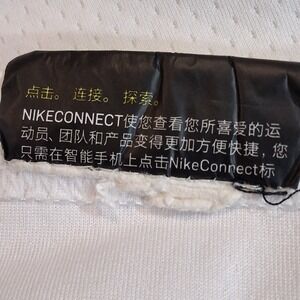 点击。 连接。 探索。
NIKECONNECT使您查看您所喜爱的运
动员、团队和产品变得更加方便快捷，您
只需在智能手机上点击NikeConnect标